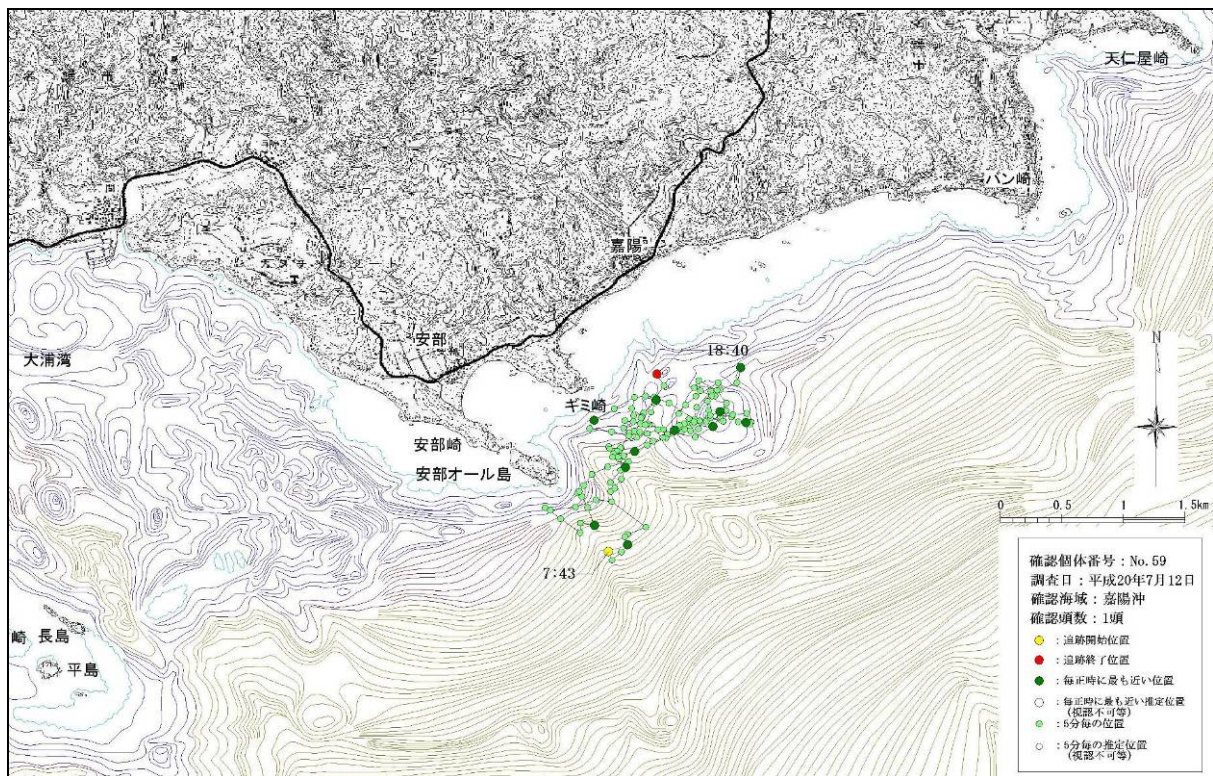 天仁屋崎
バン崎
嘉陽
大浦湾
安部
18:40
ギミ崎
安部崎
安部オール島
N
0 0.5 1 1.5km
7:43
崎 長島
平島
確認個体番号:No.59
調査日:平成20年7月12日
確認海域:嘉陽沖
確認頭数:1頭
:追跡開始位置
:追跡終了位置
:毎正時に最も近い位置
:毎正時に最も近い推定位置
(視認不可等)
:5分毎の位置
:5分毎の推定位置
(視認不可等)